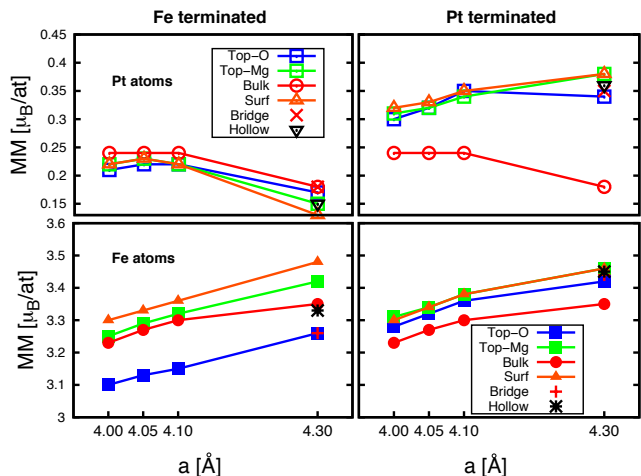 Fe terminated
Pt terminated
MM [μB/at]
0.45
0.4
0.35
0.3
0.25
0.2
0.15
Pt atoms
Top-O
Top-Mg
Bulk
Surf
Bridge
Hollow
MM [μB/at]
3.6
3.5
3.4
3.3
3.2
3.1
3
Fe atoms
Top-O
Top-Mg
Bulk
Surf
Bridge
Hollow
4.00 4.05 4.10 4.30
4.00 4.05 4.10 4.30
a [Å]
a [Å]